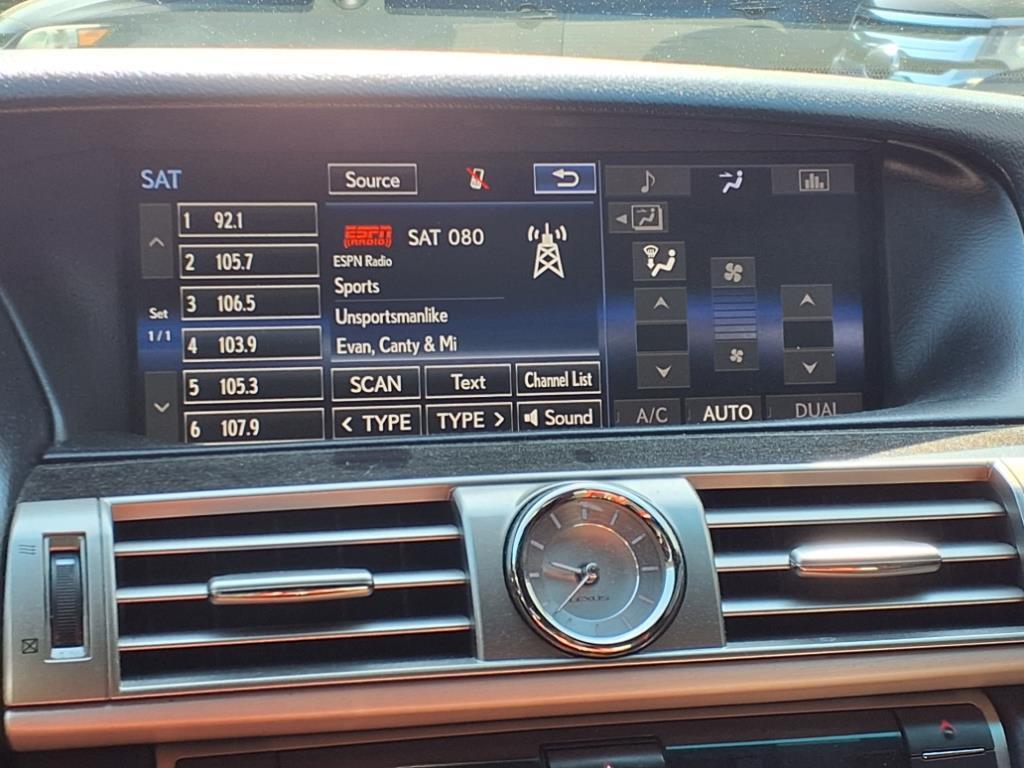 SAT
Source
1 92.1
2 105.7
3 106.5
4 103.9
5 105.3
6 107.9
Set
1/1
ESPN
RADIO
SAT 080
ESPN Radio
Sports
Unsportsmanlike
Evan, Canty & Mi
SCAN
Text
Channel List
< TYPE
TYPE >
Sound
A/C
AUTO
DUAL
LEXUS